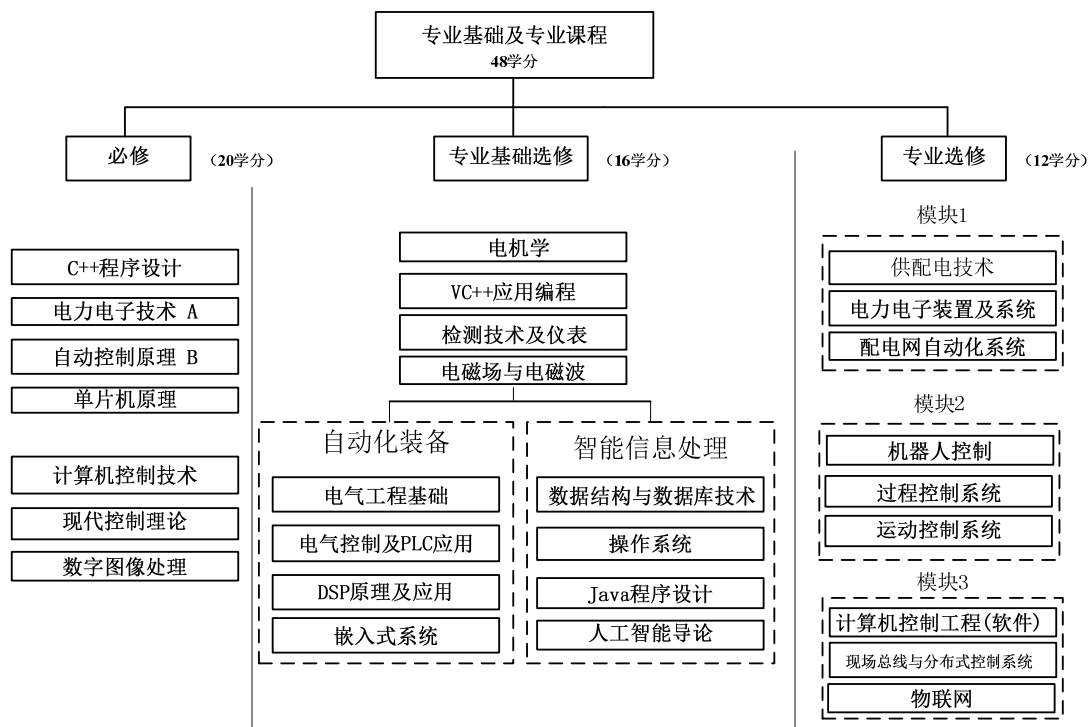 专业基础及专业课程
48学分
必修
（20学分）
专业基础选修
（16学分）
专业选修
（12学分）
C++程序设计
电力电子技术 A
自动控制原理 B
单片机原理
计算机控制技术
现代控制理论
数字图像处理
电机学
VC++应用编程
检测技术及仪表
电磁场与电磁波
自动化装备
电气工程基础
电气控制及PLC应用
DSP原理及应用
嵌入式系统
智能信息处理
数据结构与数据库技术
操作系统
Java程序设计
人工智能导论
模块1
供配电技术
电力电子装置及系统
配电网自动化系统
模块2
机器人控制
过程控制系统
运动控制系统
模块3
计算机控制工程(软件)
现场总线与分布式控制系统
物联网